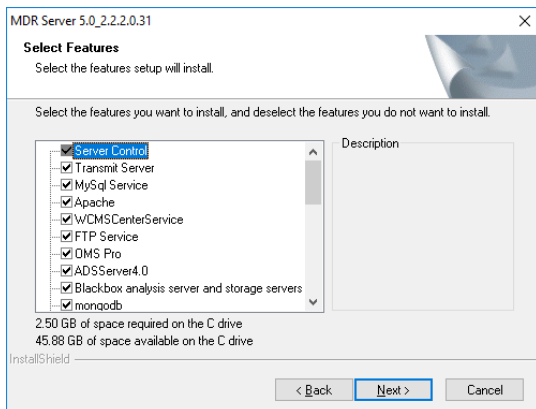 MDR Server 5.0_2.2.2.0.31
Select Features
Select the features setup will install.
Select the features you want to install, and deselect the features you do not want to install.
Server Control
Transmit Server
MySql Service
Apache
WCMSCenterService
FTP Service
OMS Pro
ADSServer4.0
Blackbox analysis server and storage servers
mongodb
Description
2.50 GB of space required on the C drive
45.88 GB of space available on the C drive
InstallShield
< Back
Next >
Cancel